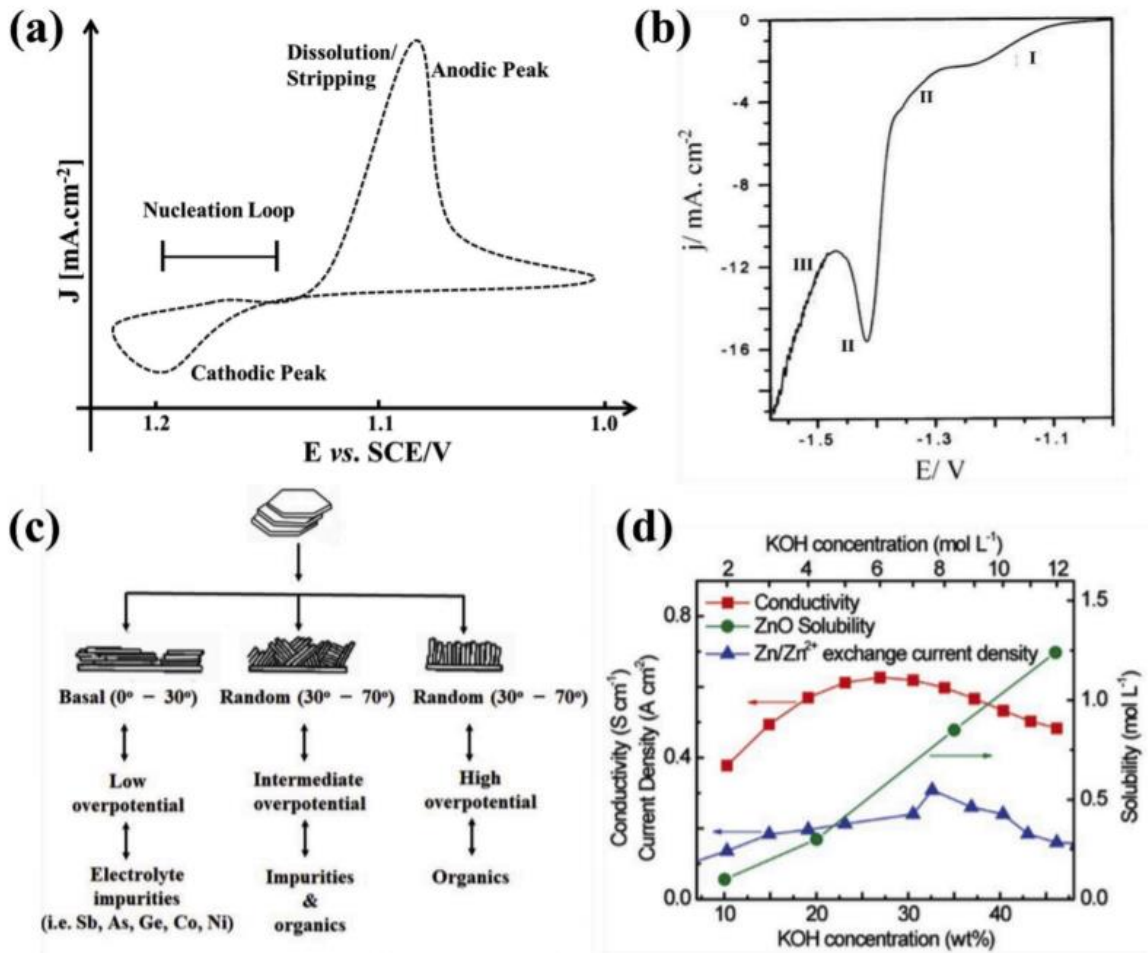 (a)
Dissolution/
Stripping
Anodic Peak
Nucleation Loop
Cathodic Peak
J [mA.cm-2]
1.2
1.1
1.0
E vs. SCE/V
(b)
0
-4
-8
-12
-16
I
II
III
II
j/ mA. cm-2
-1.5
-1.3
-1.1
E/ V
(c)
Basal (0° – 30°)
Random (30° – 70°)
Random (30° – 70°)
Low
overpotential
Intermediate
overpotential
High
overpotential
Electrolyte
impurities
(i.e. Sb, As, Ge, Co, Ni)
Impurities
&
organics
Organics
(d)
KOH concentration (mol L-1)
2
4
6
8
10
12
Conductivity
ZnO Solubility
Zn/Zn2+ exchange current density
0.8
0.4
0.0
Conductivity (S cm-1)
Current Density (A cm-2)
1.5
1.0
0.5
0.0
Solubility (mol L-1)
10
20
30
40
KOH concentration (wt%)